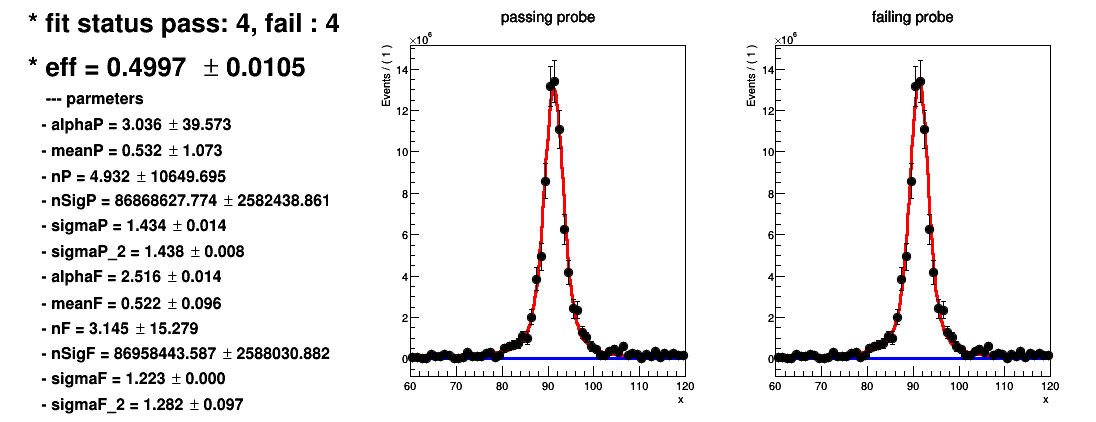 * fit status pass: 4, fail : 4
* eff = 0.4997 ± 0.0105
--- parmeters
- alphaP = 3.036 ± 39.573
- meanP = 0.532 ± 1.073
- nP = 4.932 ± 10649.695
- nSigP = 86868627.774 ± 2582438.861
- sigmaP = 1.434 ± 0.014
- sigmaP_2 = 1.438 ± 0.008
- alphaF = 2.516 ± 0.014
- meanF = 0.522 ± 0.096
- nF = 3.145 ± 15.279
- nSigF = 86958443.587 ± 2588030.882
- sigmaF = 1.223 ± 0.000
- sigmaF_2 = 1.282 ± 0.097
passing probe
×10⁶
Events / ( 1 )
14
12
10
8
6
4
2
0
60 70 80 90 100 110 120
x
failing probe
×10⁶
Events / ( 1 )
14
12
10
8
6
4
2
0
60 70 80 90 100 110 120
x